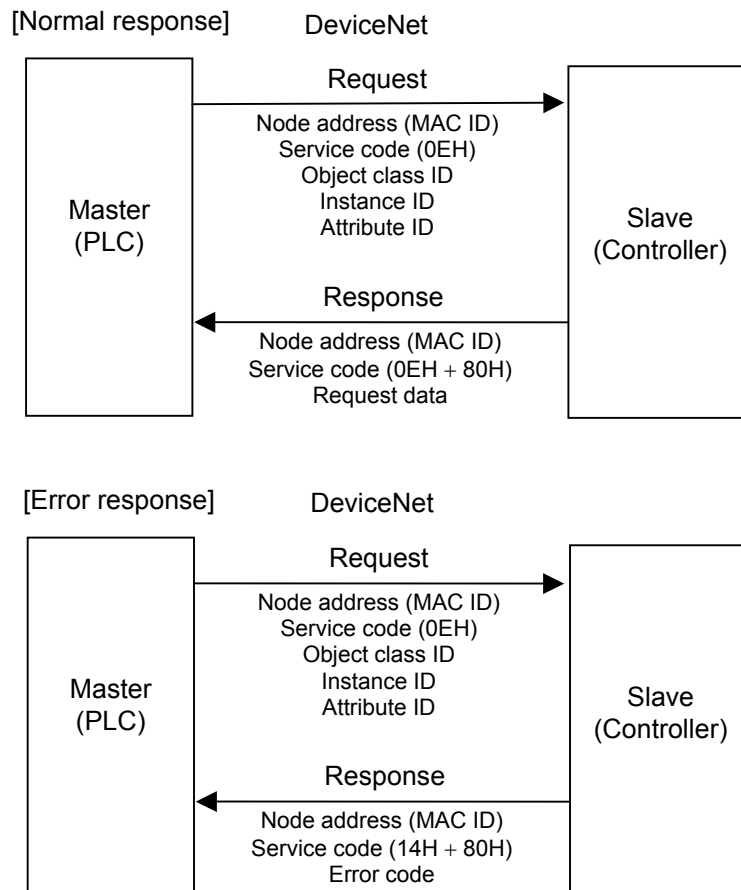 [Normal response]
DeviceNet
Request
Node address (MAC ID)
Service code (0EH)
Object class ID
Instance ID
Attribute ID
Master
(PLC)
Slave
(Controller)
Response
Node address (MAC ID)
Service code (0EH + 80H)
Request data
[Error response]
DeviceNet
Request
Node address (MAC ID)
Service code (0EH)
Object class ID
Instance ID
Attribute ID
Master
(PLC)
Slave
(Controller)
Response
Node address (MAC ID)
Service code (14H + 80H)
Error code